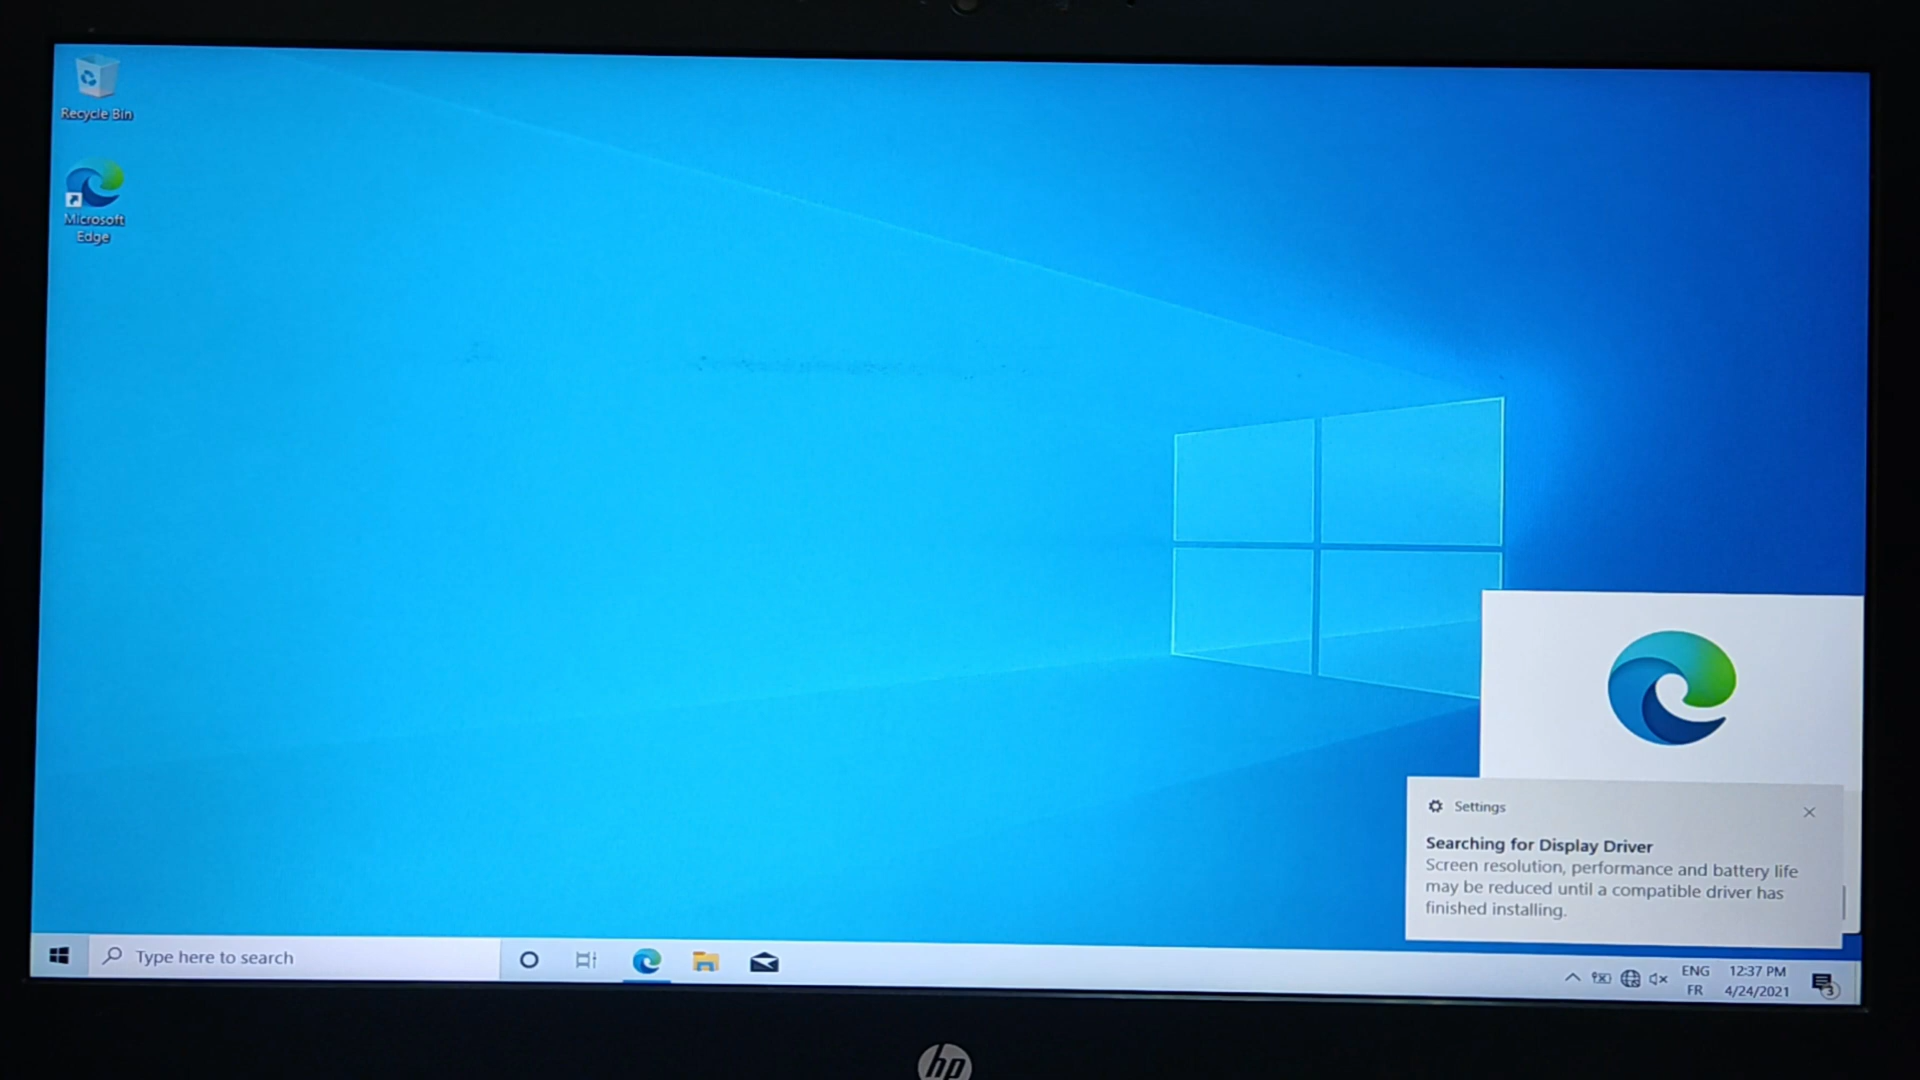 Recycle Bin
Microsoft
Edge
Settings
Searching for Display Driver
Screen resolution, performance and battery life
may be reduced until a compatible driver has
finished installing.
Type here to search
ENG
FR
12:37 PM
4/24/2021
3
hp